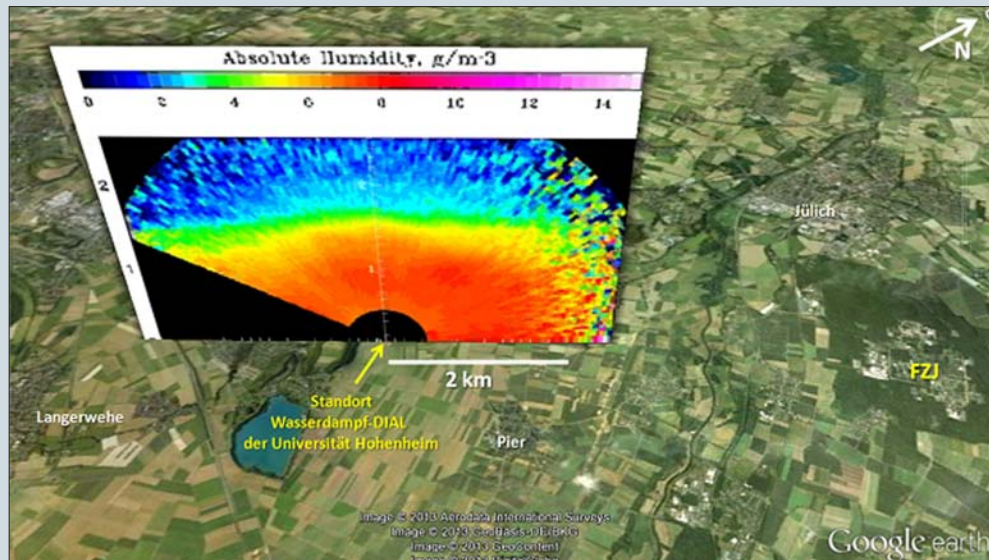 N
Absolute Humidity, g/m-3
0 2 4 6 8 10 12 14
2
1
1
Jülich
2 km
FZJ
Langerwehe
Standort
Wasserdampf-DIAL
der Universität Hohenheim
Pier
Image © 2013 Aerodata International Surveys
Image © 2013 GeoBasis-DE/BKG
Image © 2013 GeoContent
Google earth